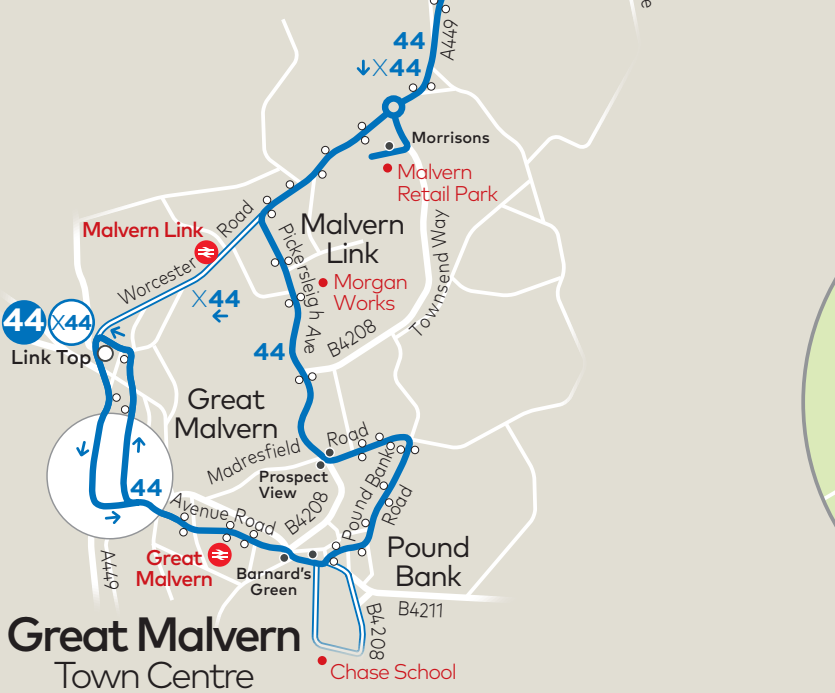 44
↓X44
A449
e
Morrisons
Malvern
Retail Park
Malvern Link
Worcester Road
Malvern
Link
Pickersleigh Ave
Townsend Way
Morgan
Works
X44
←
44
X44
Link Top
44
B4208
Great
Malvern
Madresfield Road
Prospect
View
44
Avenue Road
B4208
Pound Bank
Road
Great
Malvern
Barnard's
Green
Pound
Bank
A449
B4208
B4211
Great Malvern
Town Centre
Chase School